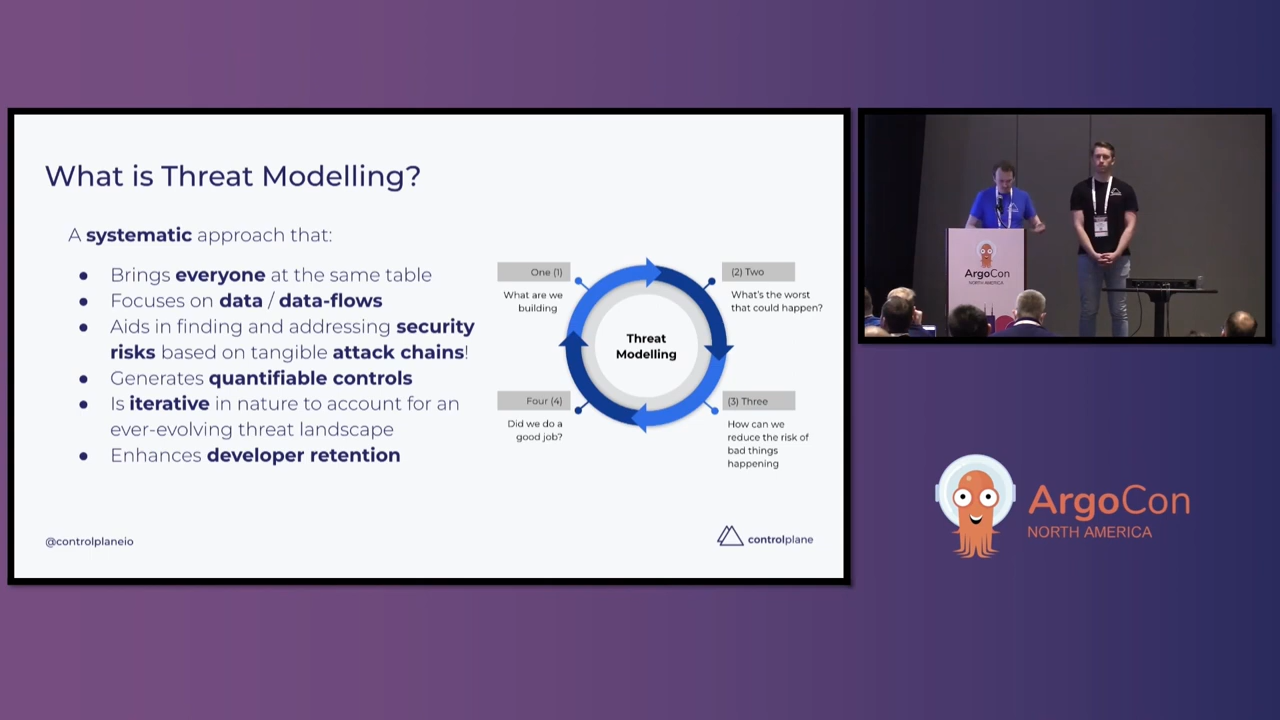 What is Threat Modelling?
A systematic approach that:
● Brings everyone at the same table
● Focuses on data / data-flows
● Aids in finding and addressing security
risks based on tangible attack chains!
● Generates quantifiable controls
● Is iterative in nature to account for an
ever-evolving threat landscape
● Enhances developer retention
One (1)
What are we
building
(2) Two
What's the worst
that could happen?
Threat
Modelling
Four (4)
Did we do a
good job?
(3) Three
How can we
reduce the risk of
bad things
happening
@controlplaneio
controlplane
ArgoCon
NORTH AMERICA
ArgoCon
NORTH AMERICA